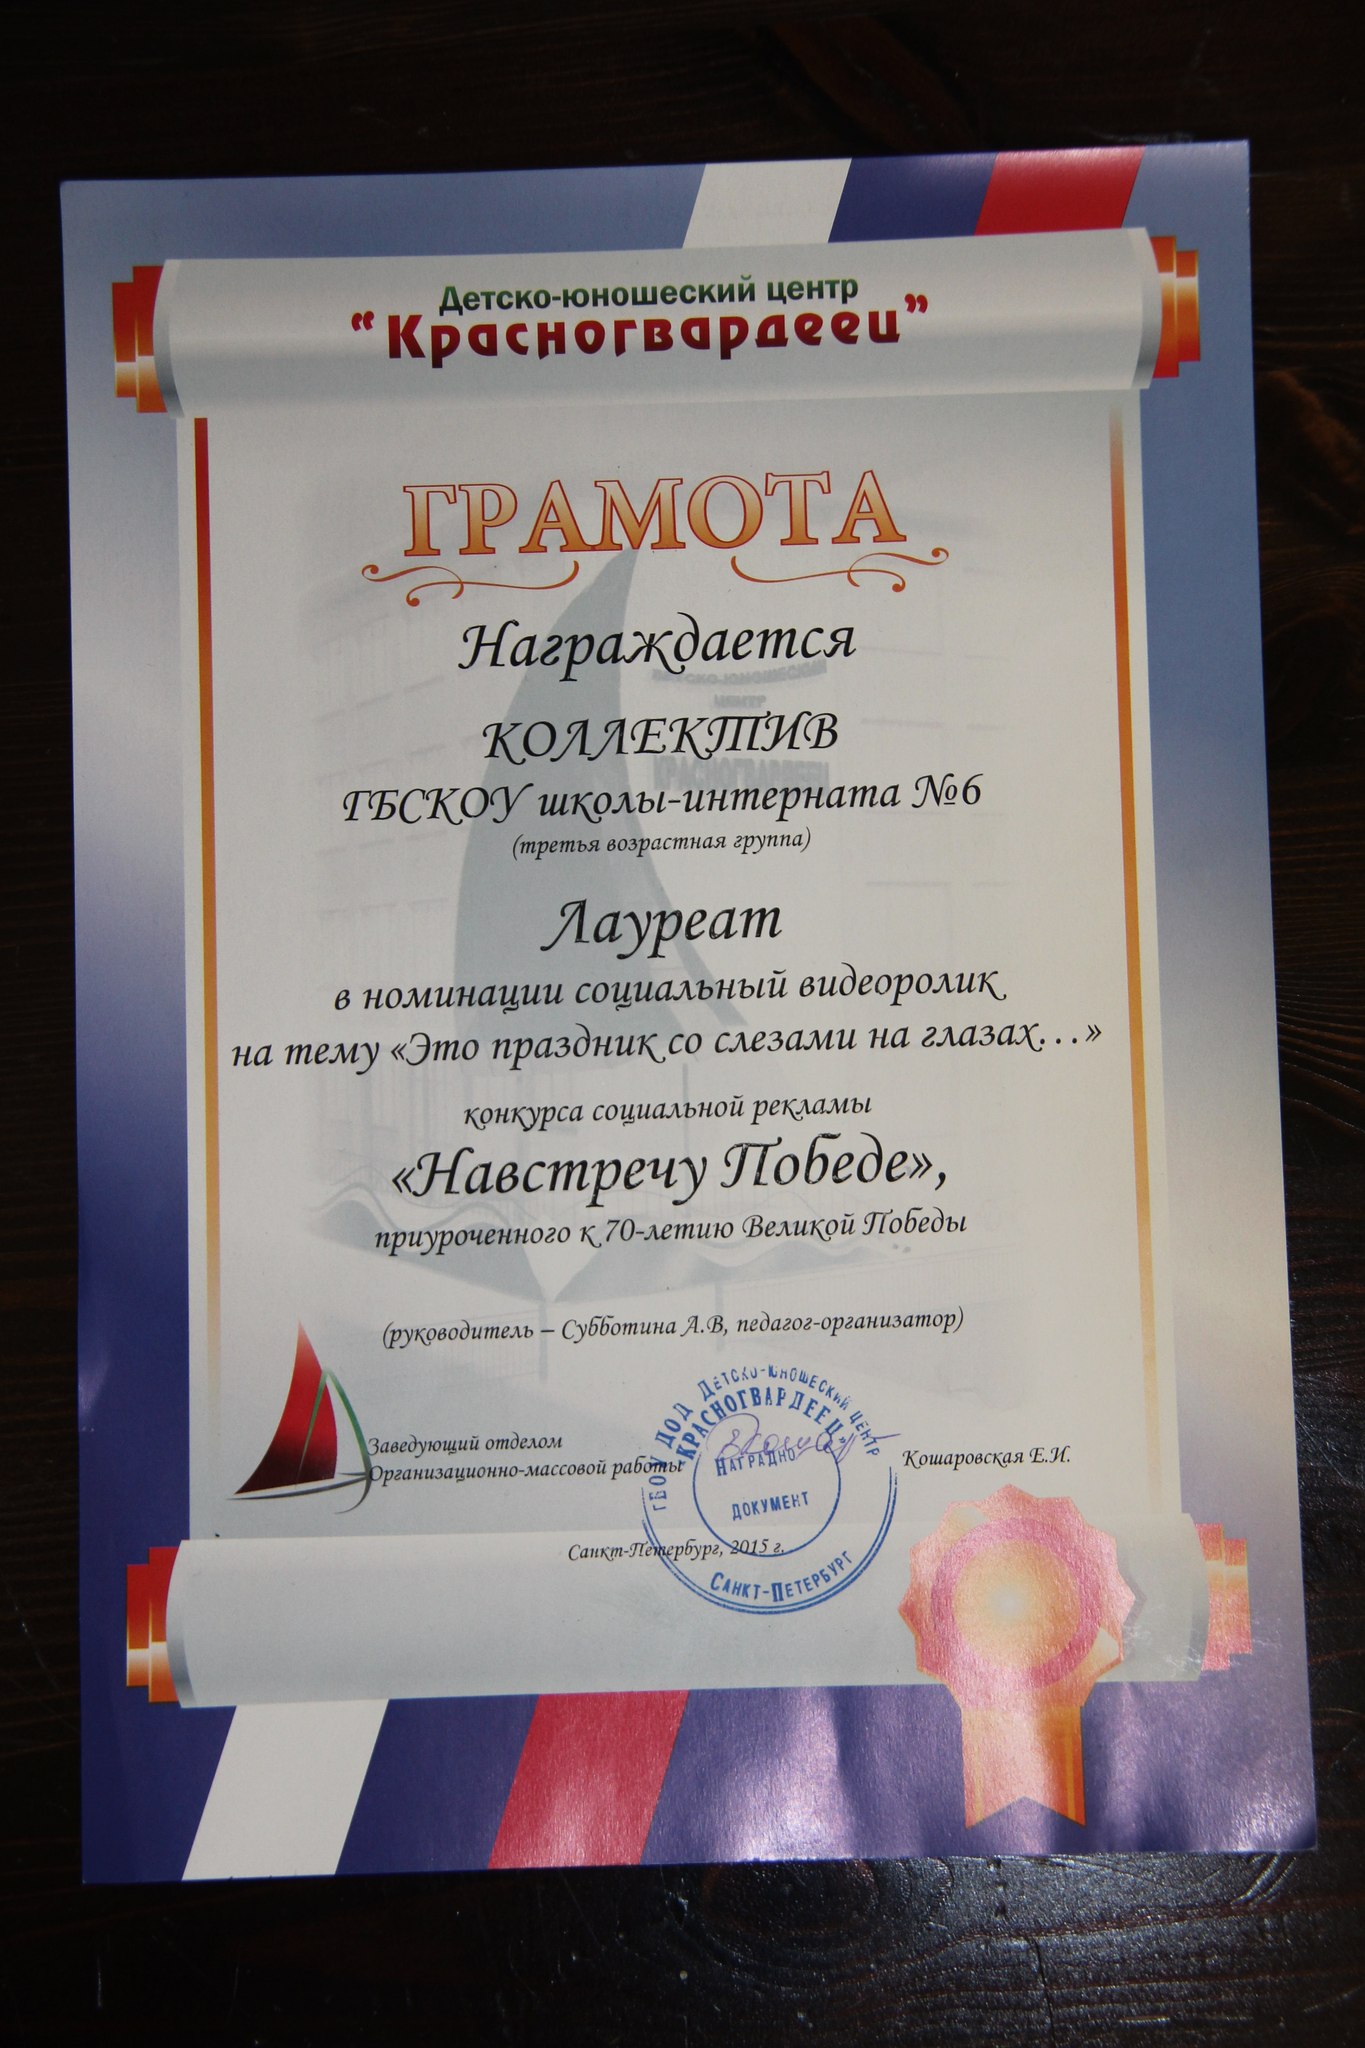 Детско-юношеский центр
“Красногвардеец”
ГРАМОТА
Награждается
КОЛЛЕКТИВ
ГБСКОУ школы-интерната №6
(третья возрастная группа)
Лауреат
в номинации социальный видеоролик
на тему «Это праздник со слезами на глазах…»
конкурса социальной рекламы
«Навстречу Победе»,
приуроченного к 70-летию Великой Победы
(руководитель – Субботина А.В, педагог-организатор)
Заведующий отделом
Организационно-массовой работы
Кошаровская Е.И.
Санкт-Петербург, 2015 г.
ГБОУ ДОД Детско-юношеский центр
«КРАСНОГВАРДЕЕЦ»
ДОКУМЕНТ
Санкт-Петербург